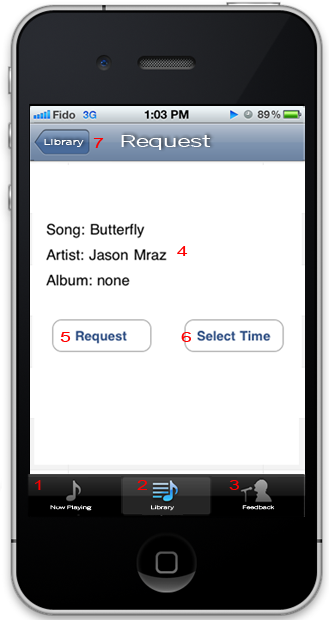 Fido 3G 1:03 PM 89%
Library 7 Request
Song: Butterfly
Artist: Jason Mraz 4
Album: none
5 Request 6 Select Time
1 2 3
Now Playing Library Feedback